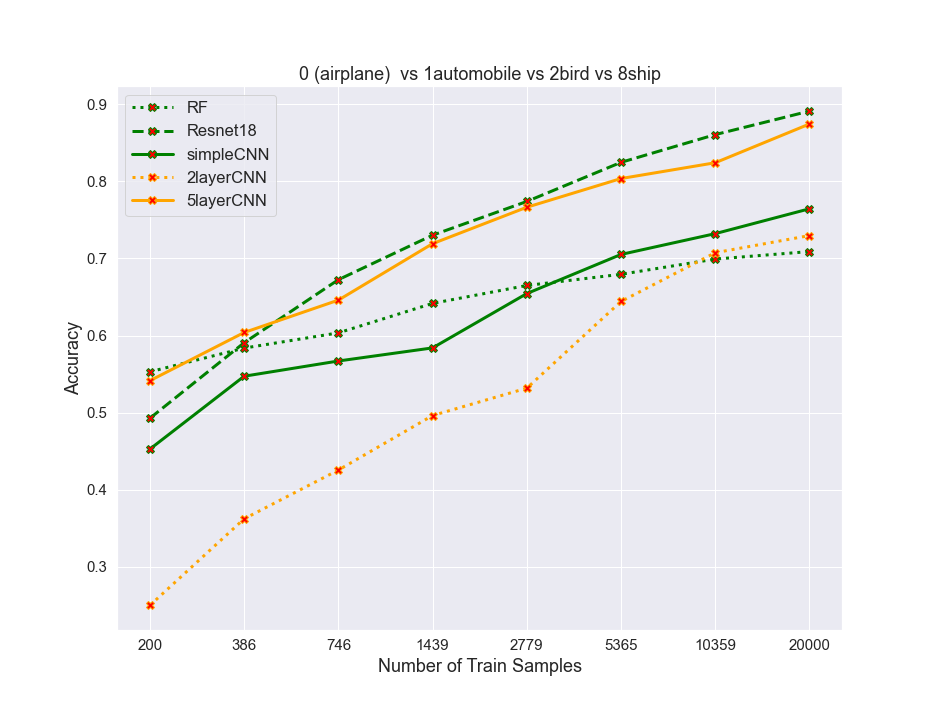 0 (airplane)  vs 1automobile vs 2bird vs 8ship
RF
Resnet18
simpleCNN
2layerCNN
5layerCNN
Accuracy
0.9
0.8
0.7
0.6
0.5
0.4
0.3
200 386 746 1439 2779 5365 10359 20000
Number of Train Samples